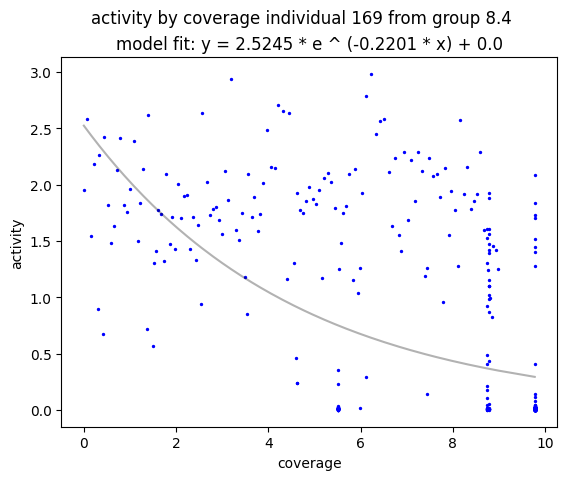 activity by coverage individual 169 from group 8.4
model fit: y = 2.5245 * e ^ (-0.2201 * x) + 0.0
3.0
2.5
2.0
1.5
1.0
0.5
0.0
activity
0 2 4 6 8 10
coverage